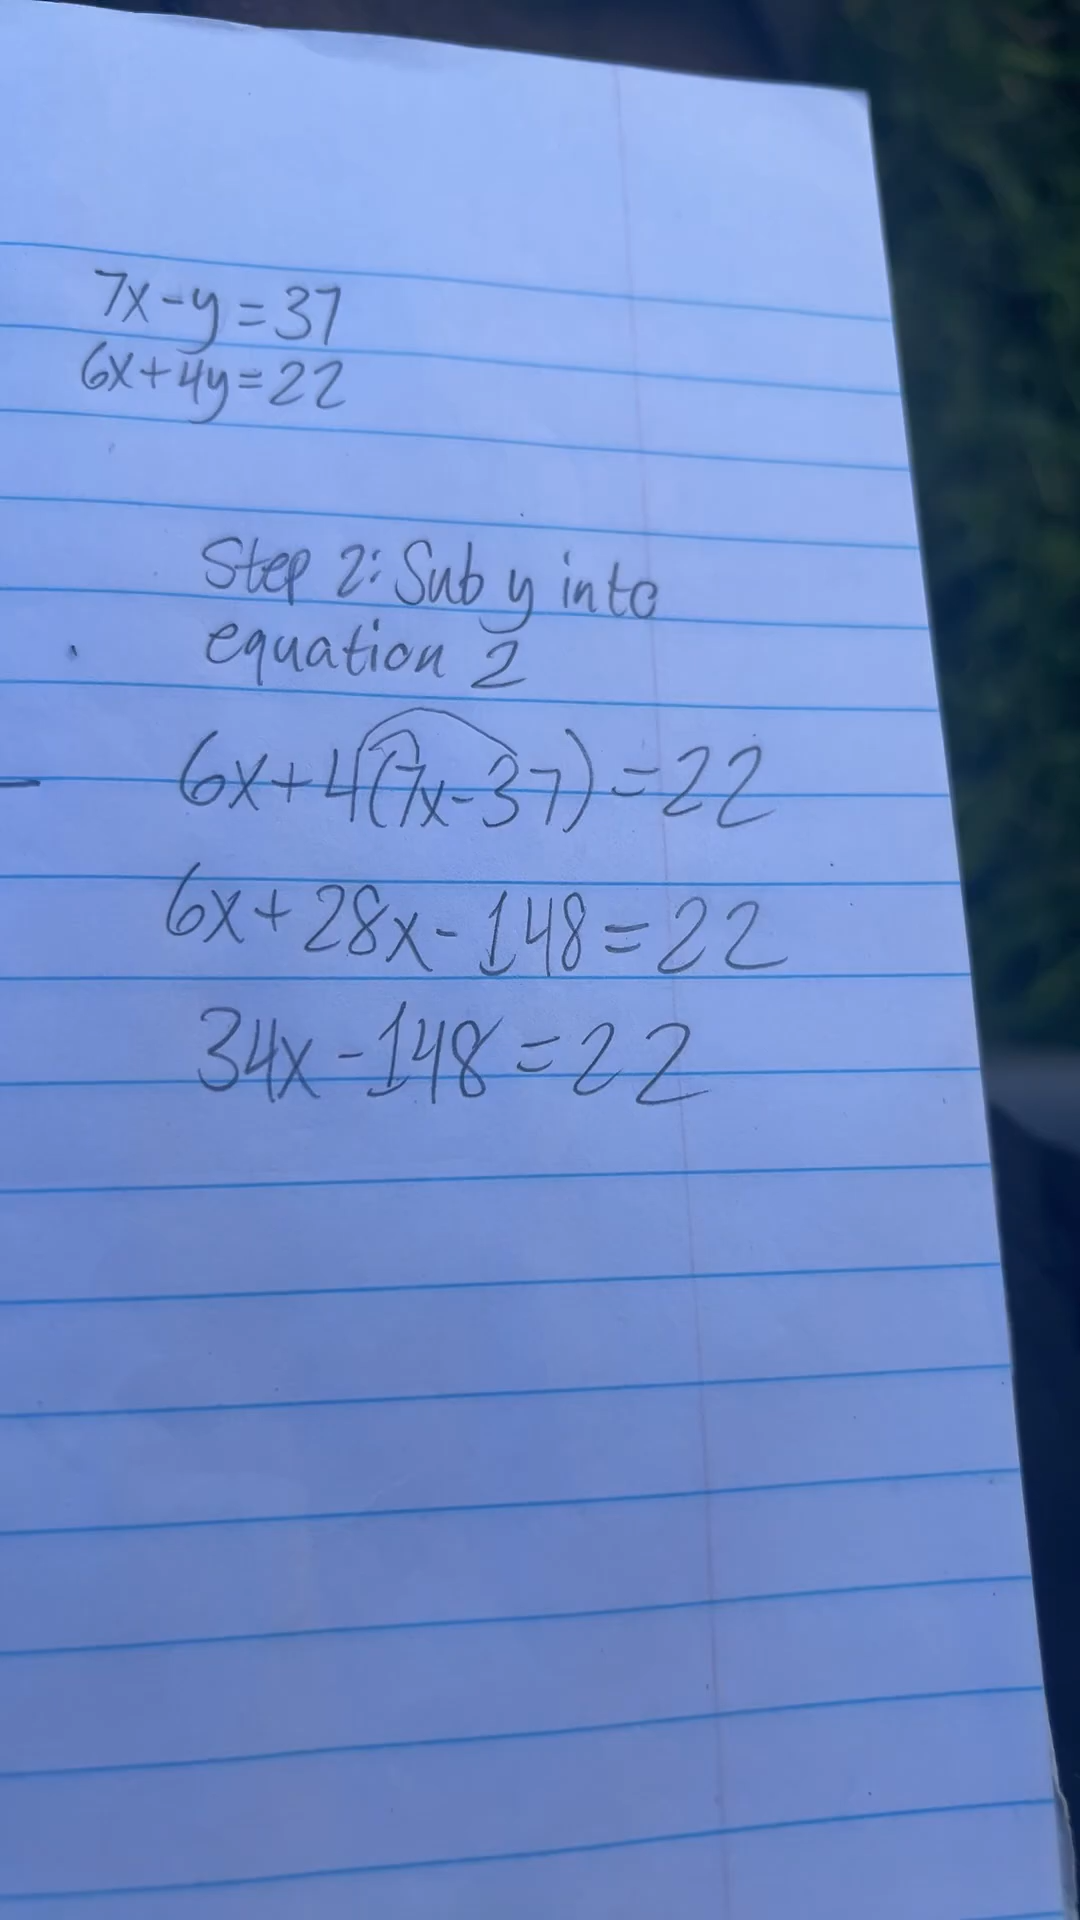 7x-y=37
6x+4y=22
Step 2: Sub y into
equation 2
6x+4(7x-37)=22
6x+28x-148=22
34x-148=22